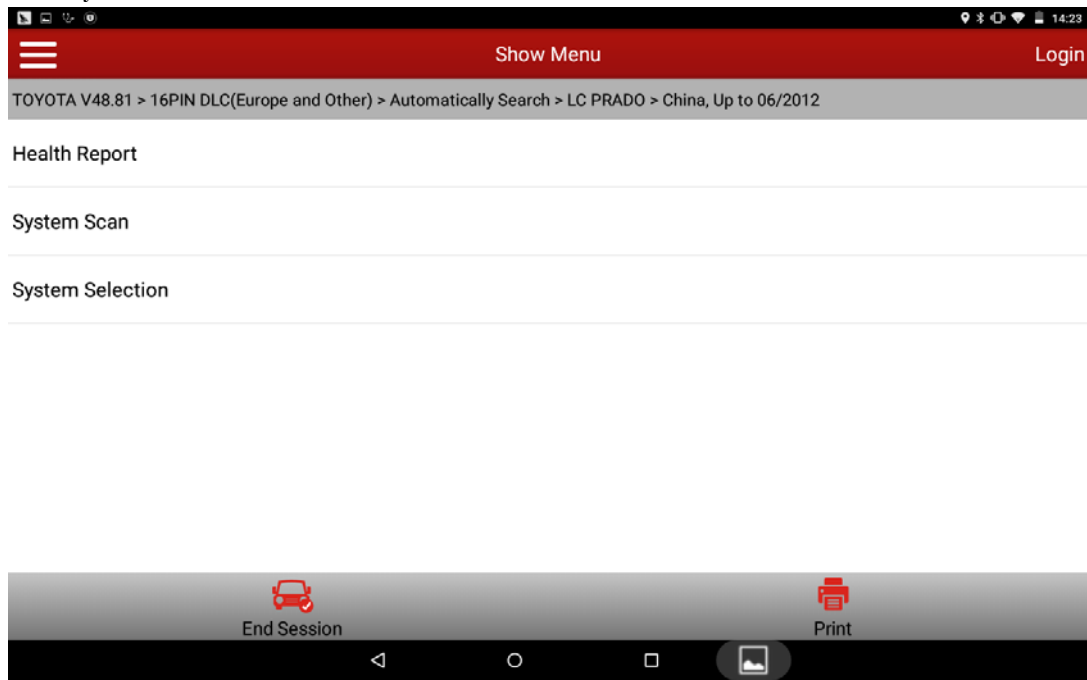 14:23
Show Menu
Login
TOYOTA V48.81 > 16PIN DLC(Europe and Other) > Automatically Search > LC PRADO > China, Up to 06/2012
Health Report
System Scan
System Selection
End Session
Print